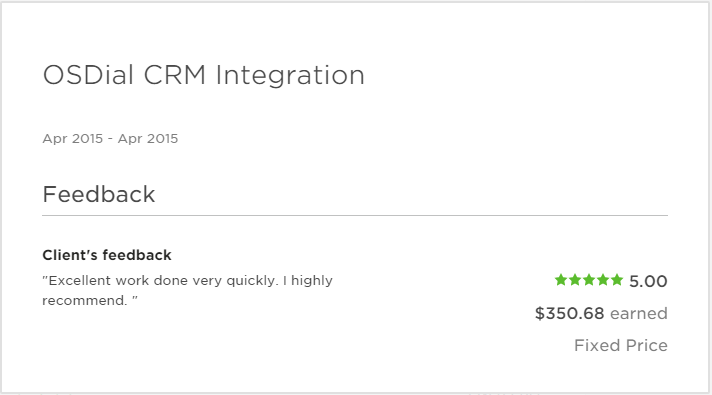 OSDial CRM Integration
Apr 2015 - Apr 2015
Feedback
Client's feedback
"Excellent work done very quickly. I highly
recommend. "
5.00
$350.68 earned
Fixed Price